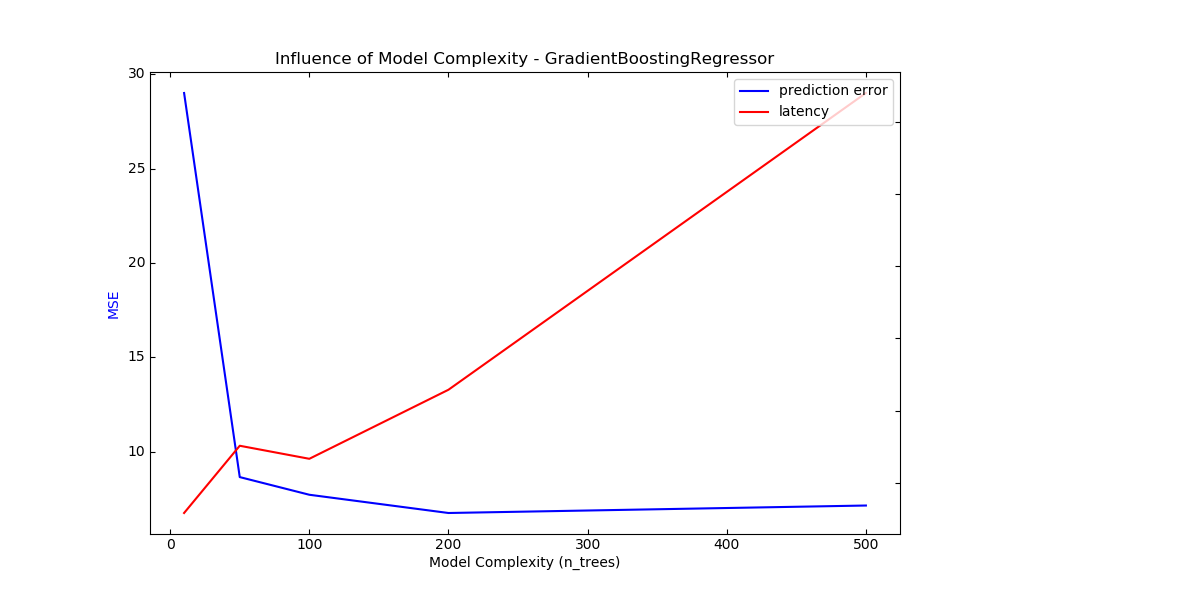 Influence of Model Complexity - GradientBoostingRegressor
prediction error
latency
30
25
20
15
10
MSE
0 100 200 300 400 500
Model Complexity (n_trees)